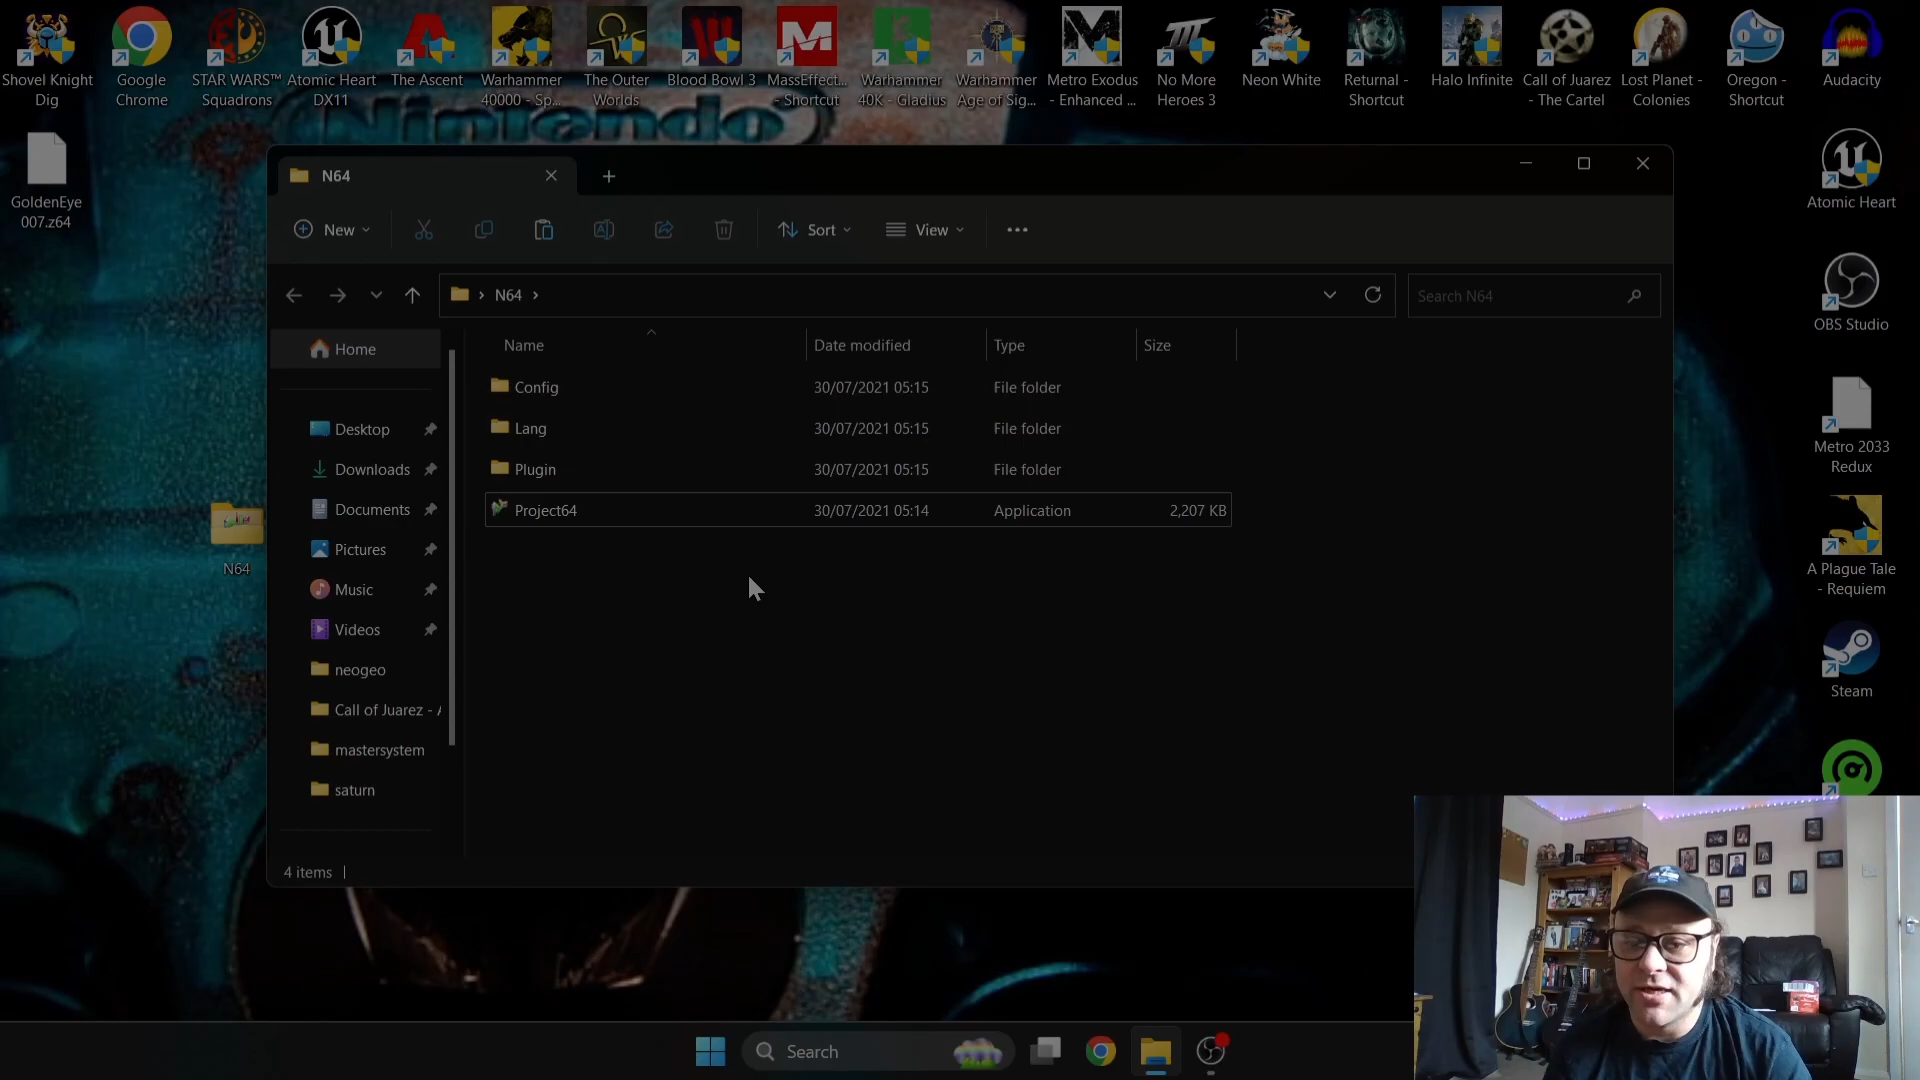 Shovel Knight
Dig
Google
Chrome
STAR WARS™
Squadrons
Atomic Heart
DX11
The Ascent
Warhammer
40000 - Sp...
The Outer
Worlds
Blood Bowl 3
MassEffect...
- Shortcut
Warhammer
40K - Gladius
Warhammer
Age of Sig...
Metro Exodus
- Enhanced ...
No More
Heroes 3
Neon White
Returnal -
Shortcut
Halo Infinite
Call of Juarez
- The Cartel
Lost Planet -
Colonies
Oregon -
Shortcut
Audacity
Nintendo
GoldenEye
007.z64
N64
Atomic Heart
New
Sort
View
N64
Search N64
OBS Studio
Home
Name
Date modified
Type
Size
Config
30/07/2021 05:15
File folder
Lang
30/07/2021 05:15
File folder
Plugin
30/07/2021 05:15
File folder
Project64
30/07/2021 05:14
Application
2,207 KB
Desktop
Downloads
Documents
Pictures
Music
Videos
neogeo
Call of Juarez - A
mastersystem
saturn
N64
Metro 2033
Redux
A Plague Tale
- Requiem
Steam
4 items
Search